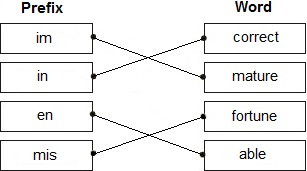 Prefix Word
im correct
in mature
en fortune
mis able